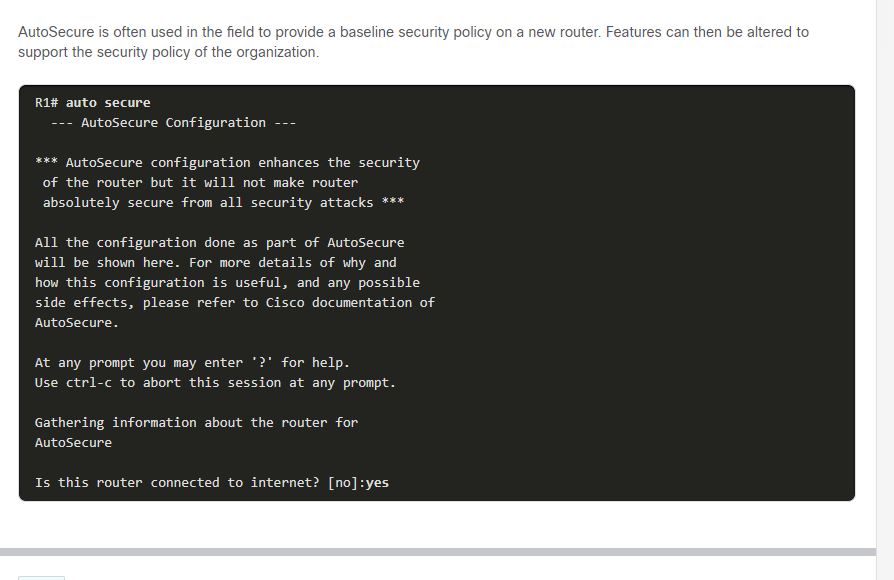 AutoSecure is often used in the field to provide a baseline security policy on a new router. Features can then be altered to
support the security policy of the organization.
R1# auto secure
--- AutoSecure Configuration ---
*** AutoSecure configuration enhances the security
of the router but it will not make router
absolutely secure from all security attacks ***
All the configuration done as part of AutoSecure
will be shown here. For more details of why and
how this configuration is useful, and any possible
side effects, please refer to Cisco documentation of
AutoSecure.
At any prompt you may enter '?' for help.
Use ctrl-c to abort this session at any prompt.
Gathering information about the router for
AutoSecure
Is this router connected to internet? [no]:yes